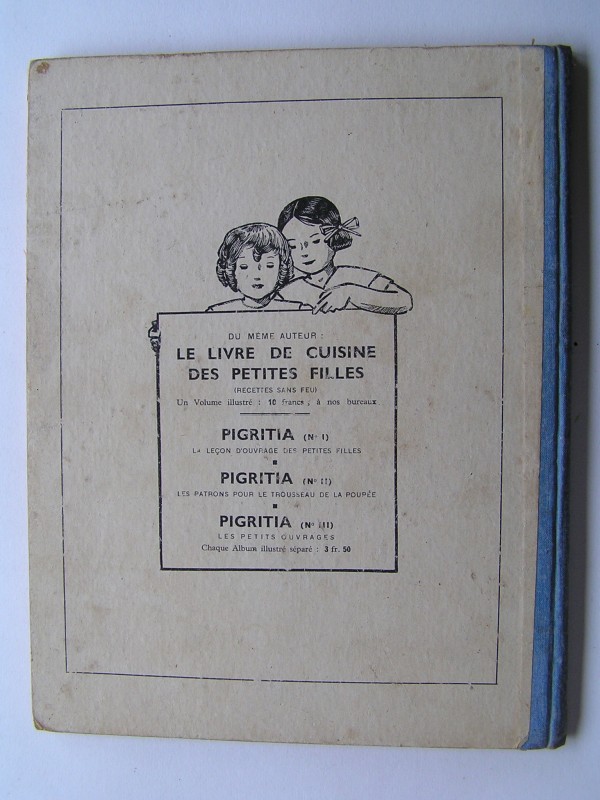 DU MÊME AUTEUR :
LE LIVRE DE CUISINE
DES PETITES FILLES
(RECETTES SANS FEU)
Un Volume illustré : 10 francs, à nos bureaux
PIGRITIA (N° I)
LA LEÇON D'OUVRAGE DES PETITES FILLES
PIGRITIA (N° II)
LES PATRONS POUR LE TROUSSEAU DE LA POUPÉE
PIGRITIA (N° III)
LES PETITS OUVRAGES
Chaque Album illustré séparé : 3 fr. 50